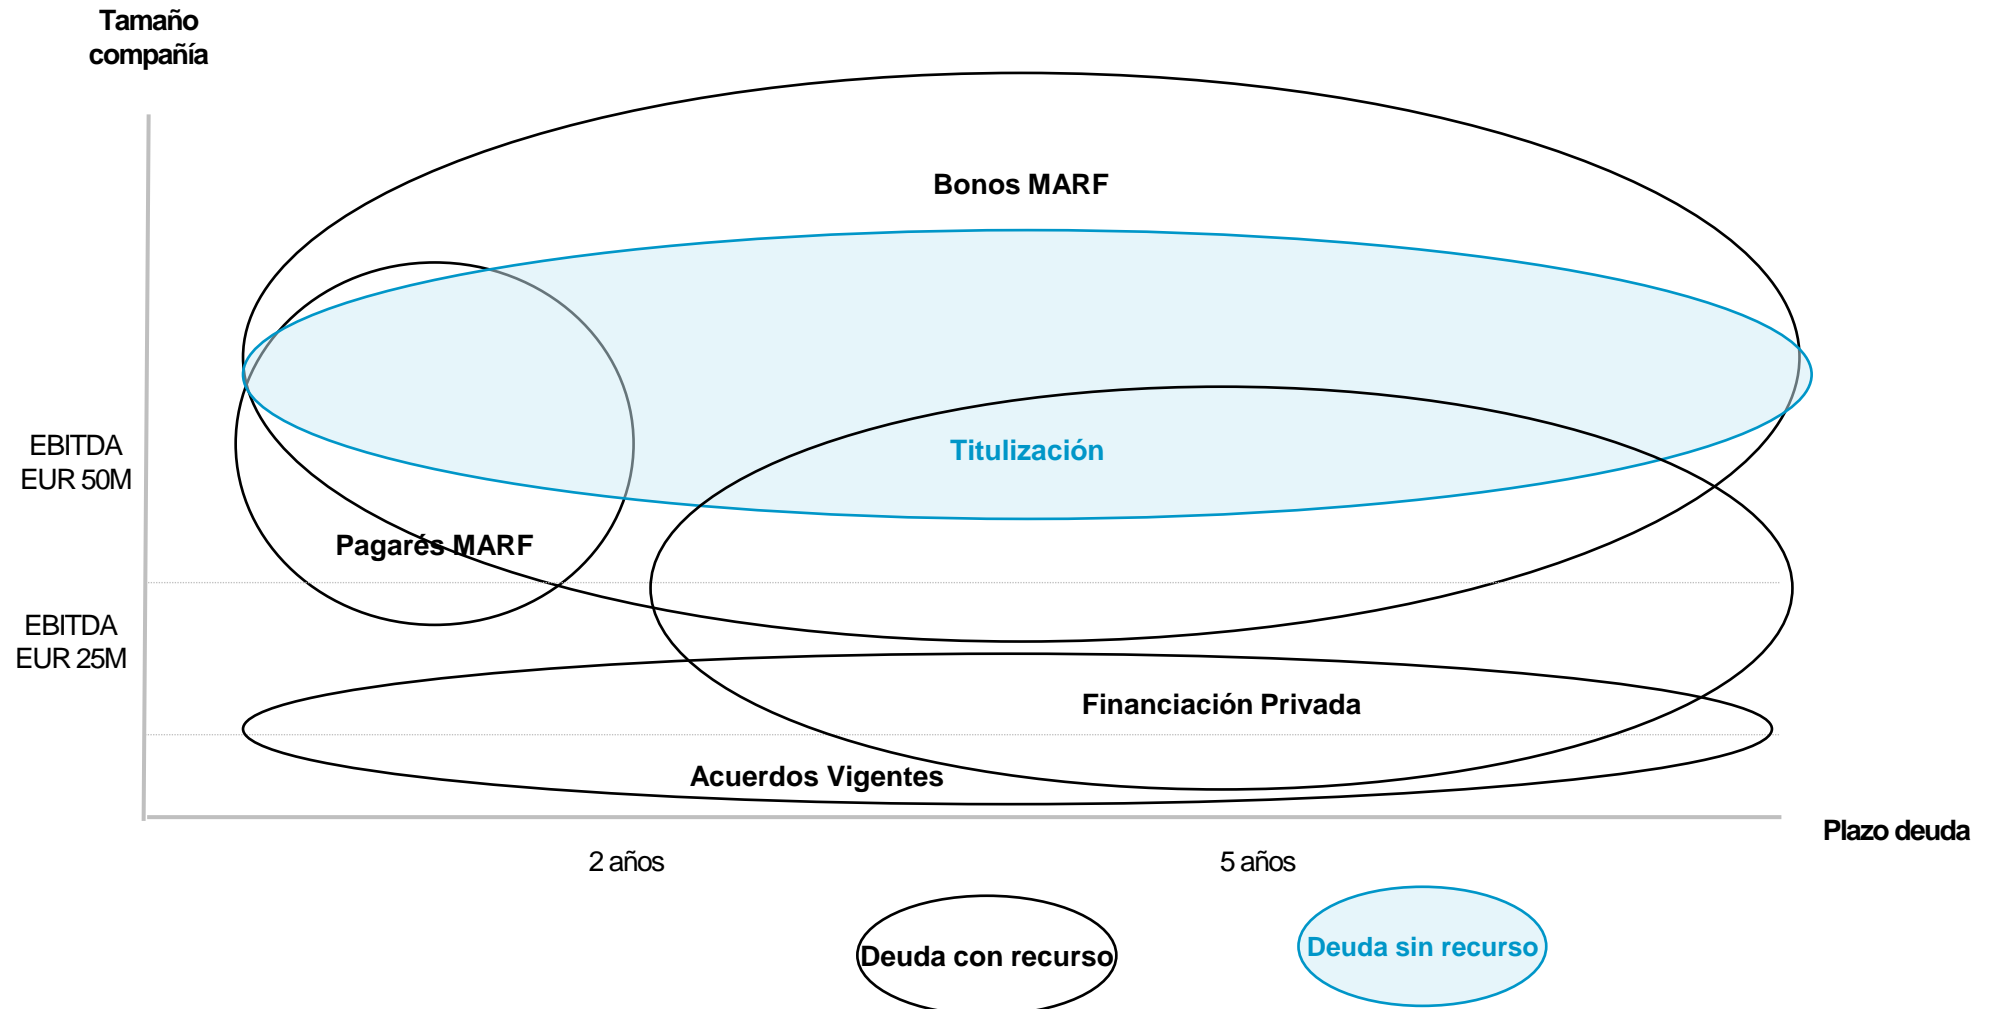 Tamaño
compañía
Bonos MARF
EBITDA
EUR 50M
Titulización
Pagarés MARF
EBITDA
EUR 25M
Financiación Privada
Acuerdos Vigentes
Plazo deuda
2 años
5 años
Deuda con recurso
Deuda sin recurso